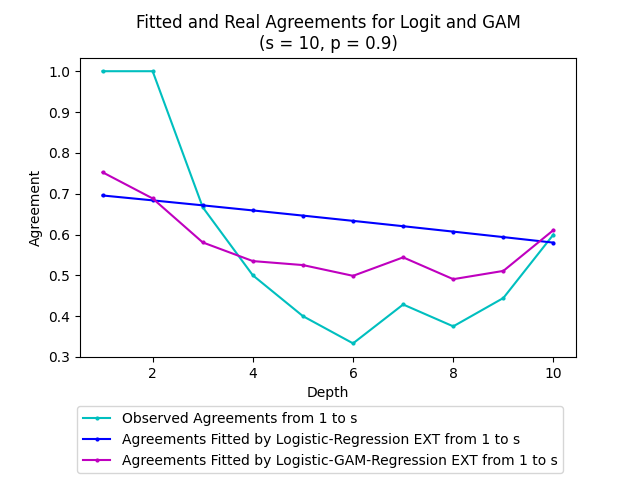 Fitted and Real Agreements for Logit and GAM
(s = 10, p = 0.9)
1.0
0.9
0.8
0.7
0.6
0.5
0.4
0.3
Agreement
2
4
6
8
10
Depth
Observed Agreements from 1 to s
Agreements Fitted by Logistic-Regression EXT from 1 to s
Agreements Fitted by Logistic-GAM-Regression EXT from 1 to s